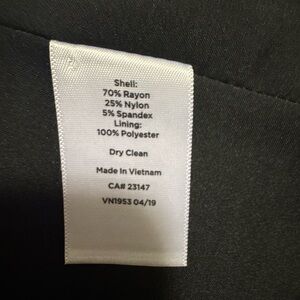 Shell:
70% Rayon
25% Nylon
5% Spandex
Lining:
100% Polyester
Dry Clean
Made In Vietnam
CA# 23147
VN1953 04/19